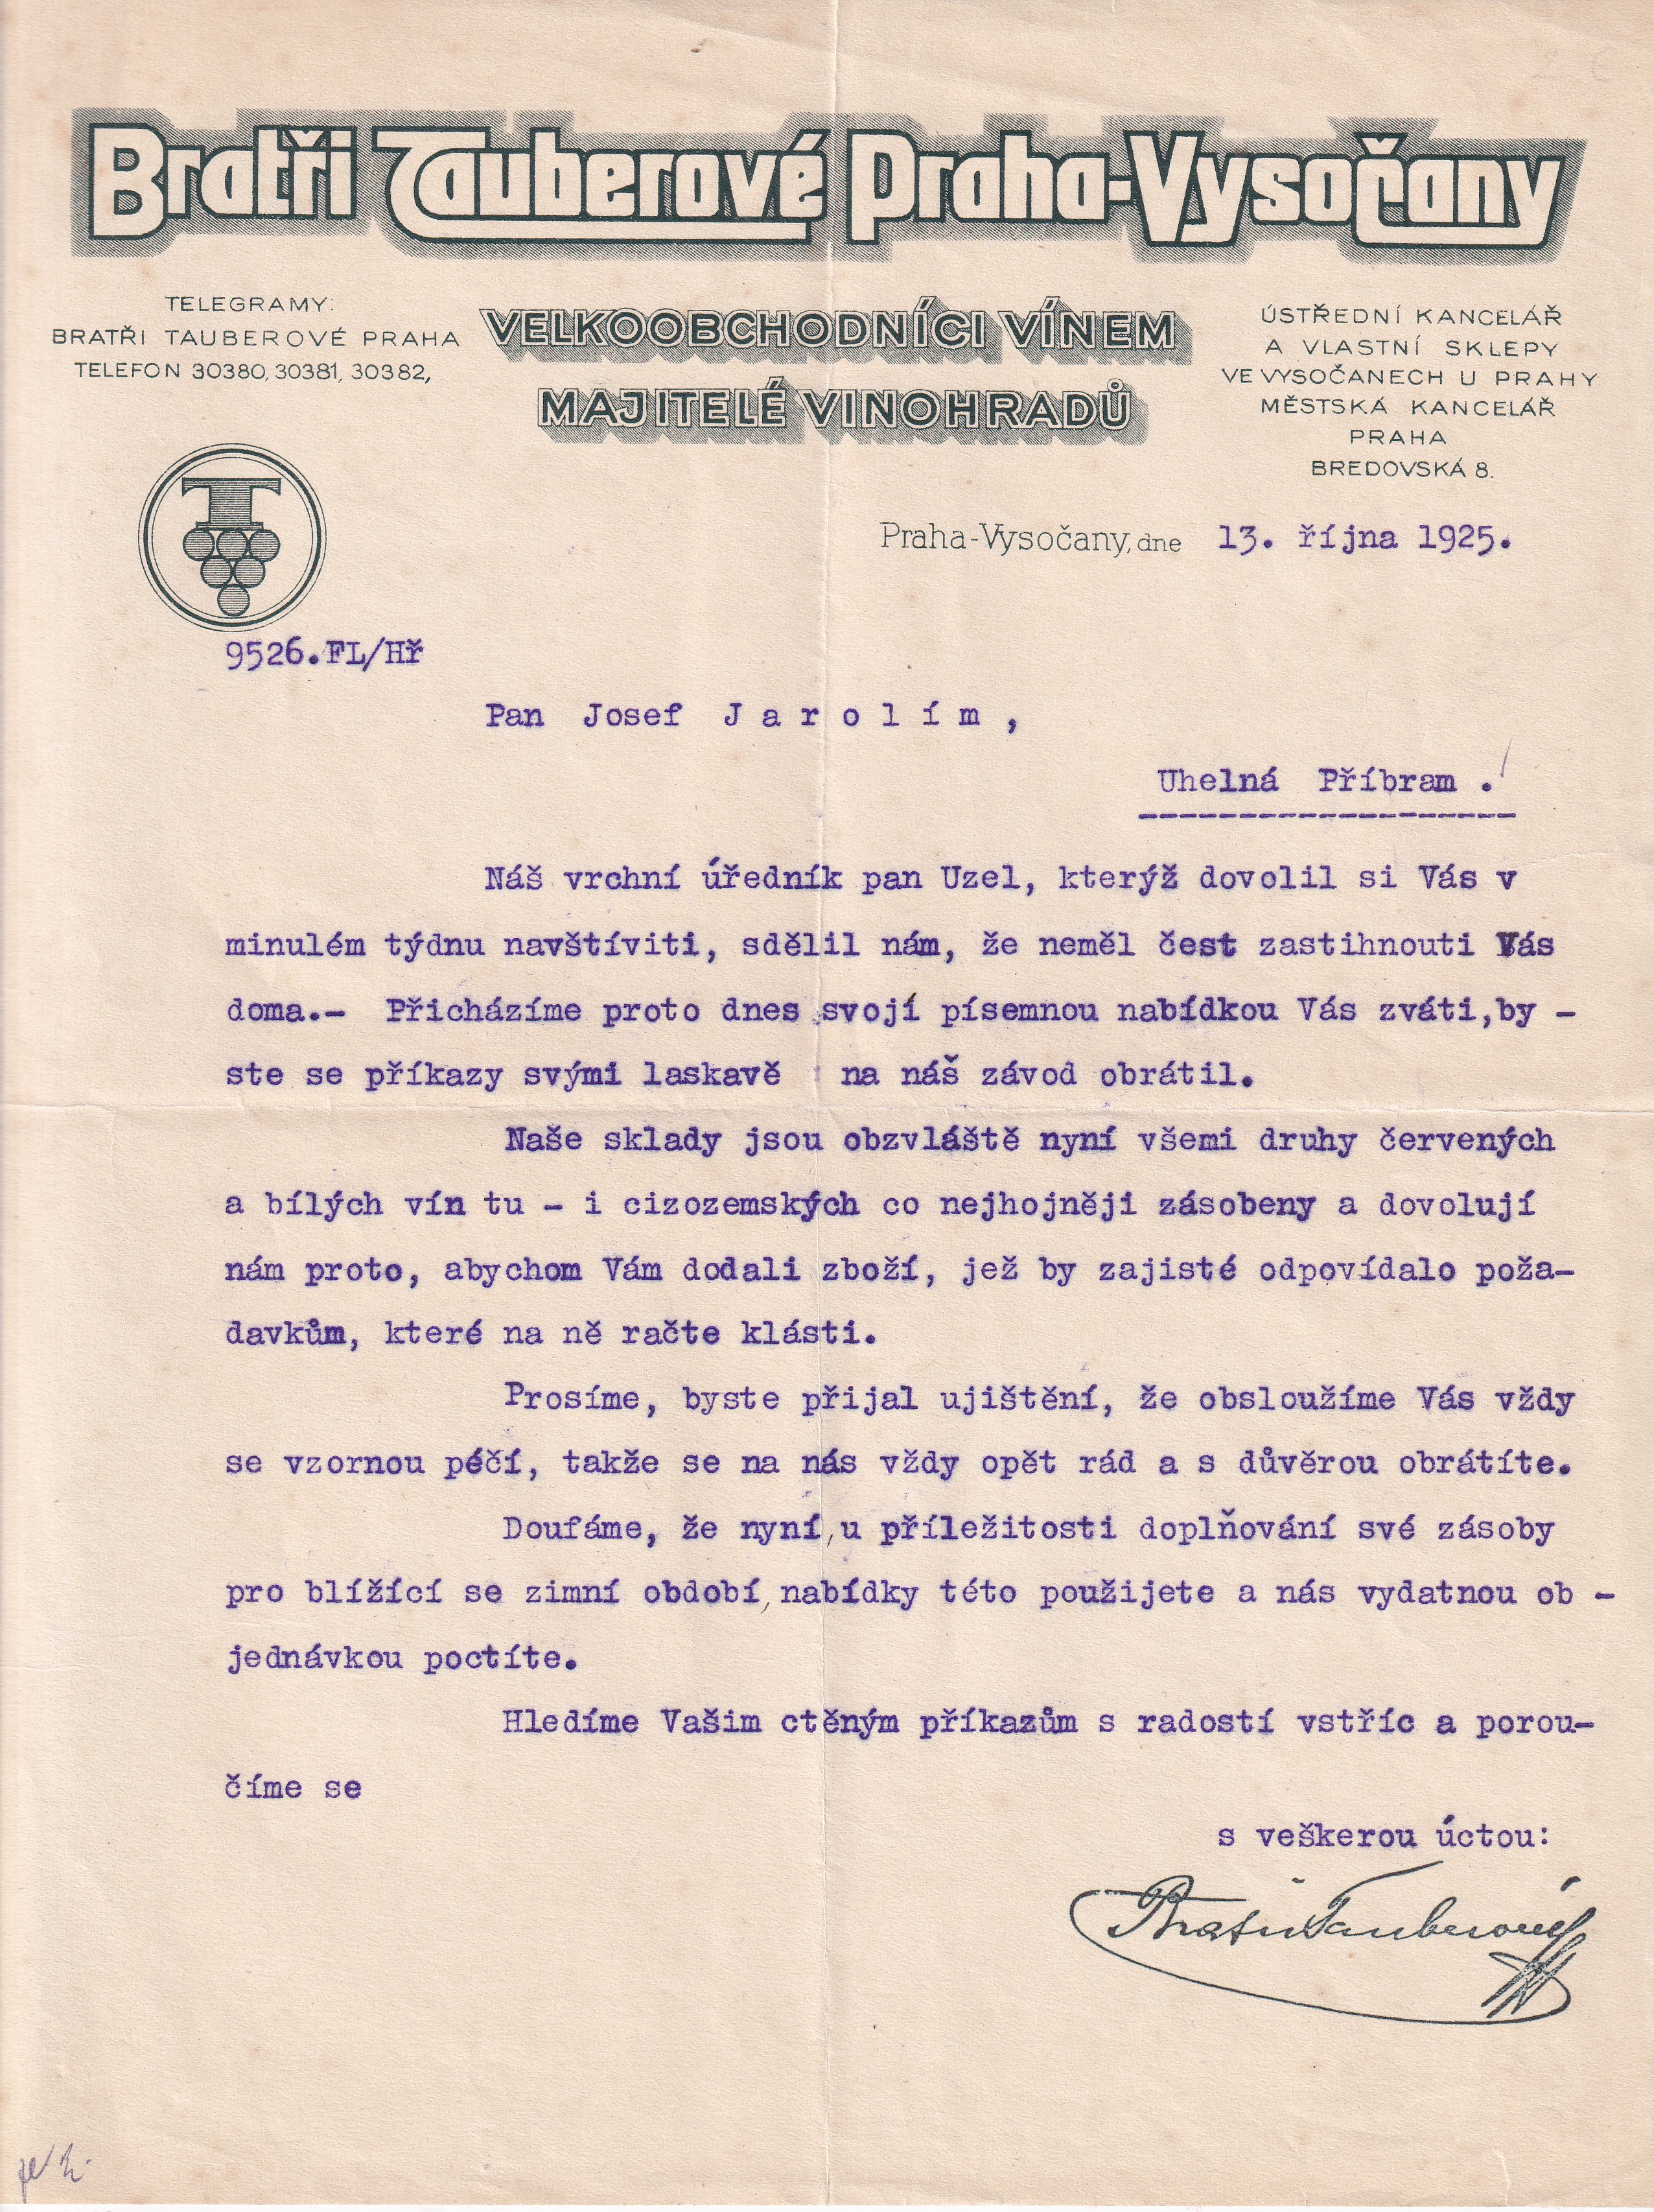 Bratři Tauberové Praha-Vysočany
TELEGRAMY:
BRATŘI TAUBEROVÉ PRAHA
TELEFON 30380, 30381, 30382,
VELKOOBCHODNÍCI VÍNEM
MAJITELÉ VINOHRADŮ
ÚSTŘEDNÍ KANCELÁŘ
A VLASTNÍ SKLEPY
VE VYSOČANECH U PRAHY
MĚSTSKÁ KANCELÁŘ
PRAHA
BREDOVSKÁ 8.
T
Praha-Vysočany, dne 13. října 1925.
9526.FL/Hř
Pan Josef J a r o l í m ,
Uhelná Příbram .!
Náš vrchní úředník pan Uzel, kterýž dovolil si Vás v
minulém týdnu navštíviti, sdělil nám, že neměl čest zastihnouti Vás
doma.- Přicházíme proto dnes svojí písemnou nabídkou Vás zváti,by -
ste se příkazy svými laskavě na náš závod obrátil.
Naše sklady jsou obzvláště nyní všemi druhy červených
a bílých vín tu - i cizozemských co nejhojněji zásobeny a dovolují
nám proto, abychom Vám dodali zboží, jež by zajisté odpovídalo poža-
davkům, které na ně račte klásti.
Prosíme, byste přijal ujištění, že obsloužíme Vás vždy
se vzornou péčí, takže se na nás vždy opět rád a s důvěrou obrátíte.
Doufáme, že nyní, u příležitosti doplňování své zásoby
pro blížící se zimní období, nabídky této použijete a nás vydatnou ob -
jednávkou poctíte.
Hledíme Vašim ctěným příkazům s radostí vstříc a porou-
číme se
s veškerou úctou:
Bratři Tauberové